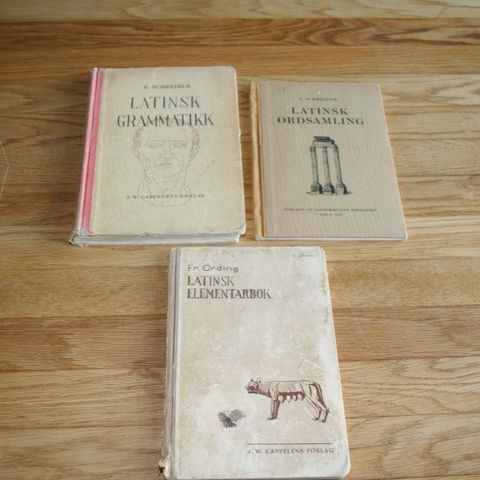 K. SCHREINER
LATINSK
GRAMMATIKK
J. W. CAPPELENS FORLAG
K. SCHREINER
LATINSK
ORDSAMLING
Fr. Ording
LATINSK
ELEMENTARBOK
J. W. CAPPELENS FORLAG